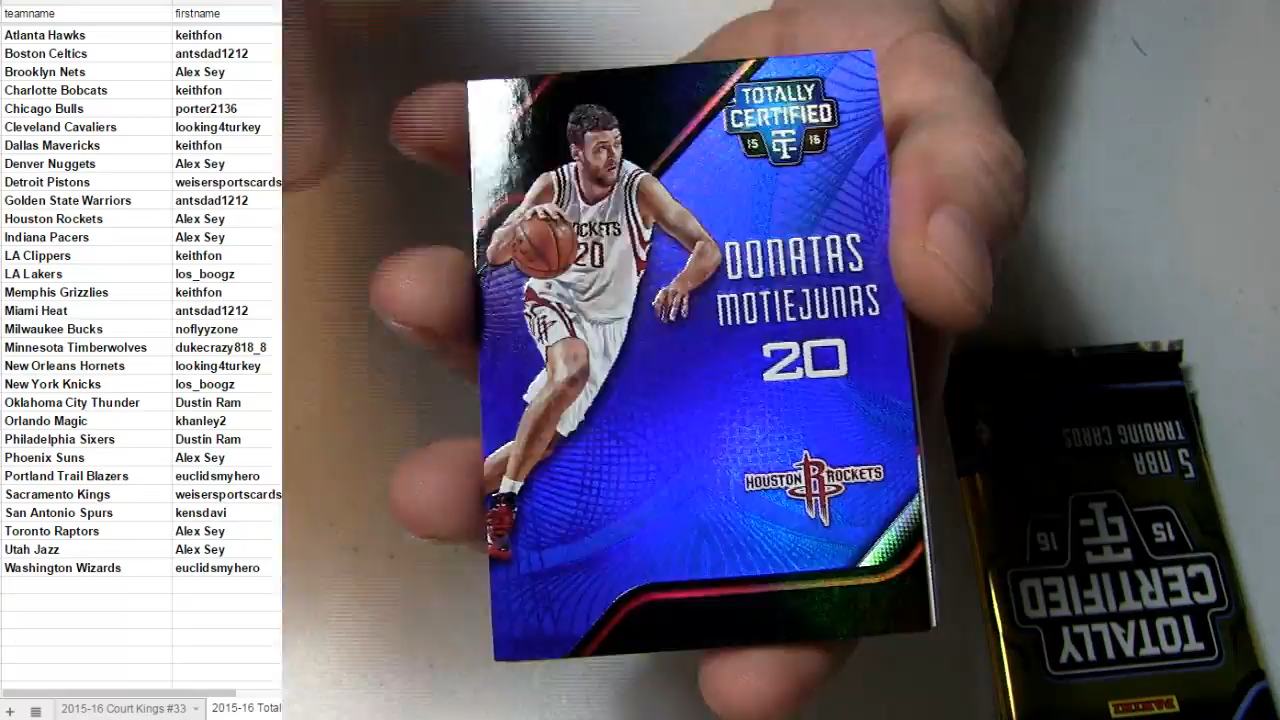 teamname firstname
Atlanta Hawks keithfon
Boston Celtics antsdad1212
Brooklyn Nets Alex Sey
Charlotte Bobcats keithfon
Chicago Bulls porter2136
Cleveland Cavaliers looking4turkey
Dallas Mavericks keithfon
Denver Nuggets Alex Sey
Detroit Pistons weisersportscards
Golden State Warriors antsdad1212
Houston Rockets Alex Sey
Indiana Pacers Alex Sey
LA Clippers keithfon
LA Lakers los_boogz
Memphis Grizzlies keithfon
Miami Heat antsdad1212
Milwaukee Bucks noflyyzone
Minnesota Timberwolves dukecrazy818_8
New Orleans Hornets looking4turkey
New York Knicks los_boogz
Oklahoma City Thunder Dustin Ram
Orlando Magic khanley2
Philadelphia Sixers Dustin Ram
Phoenix Suns Alex Sey
Portland Trail Blazers euclidsmyhero
Sacramento Kings weisersportscards
San Antonio Spurs kensdavi
Toronto Raptors Alex Sey
Utah Jazz Alex Sey
Washington Wizards euclidsmyhero
2015-16 Court Kings #33 2015-16 Total
TOTALLY
CERTIFIED
15 TC 16
OCKETS
20
DONATAS
MOTIEJUNAS
20
HOUSTON R ROCKETS
5 NBA
TRADING CARDS
15 TC 16
TOTALLY
CERTIFIED
PANINI